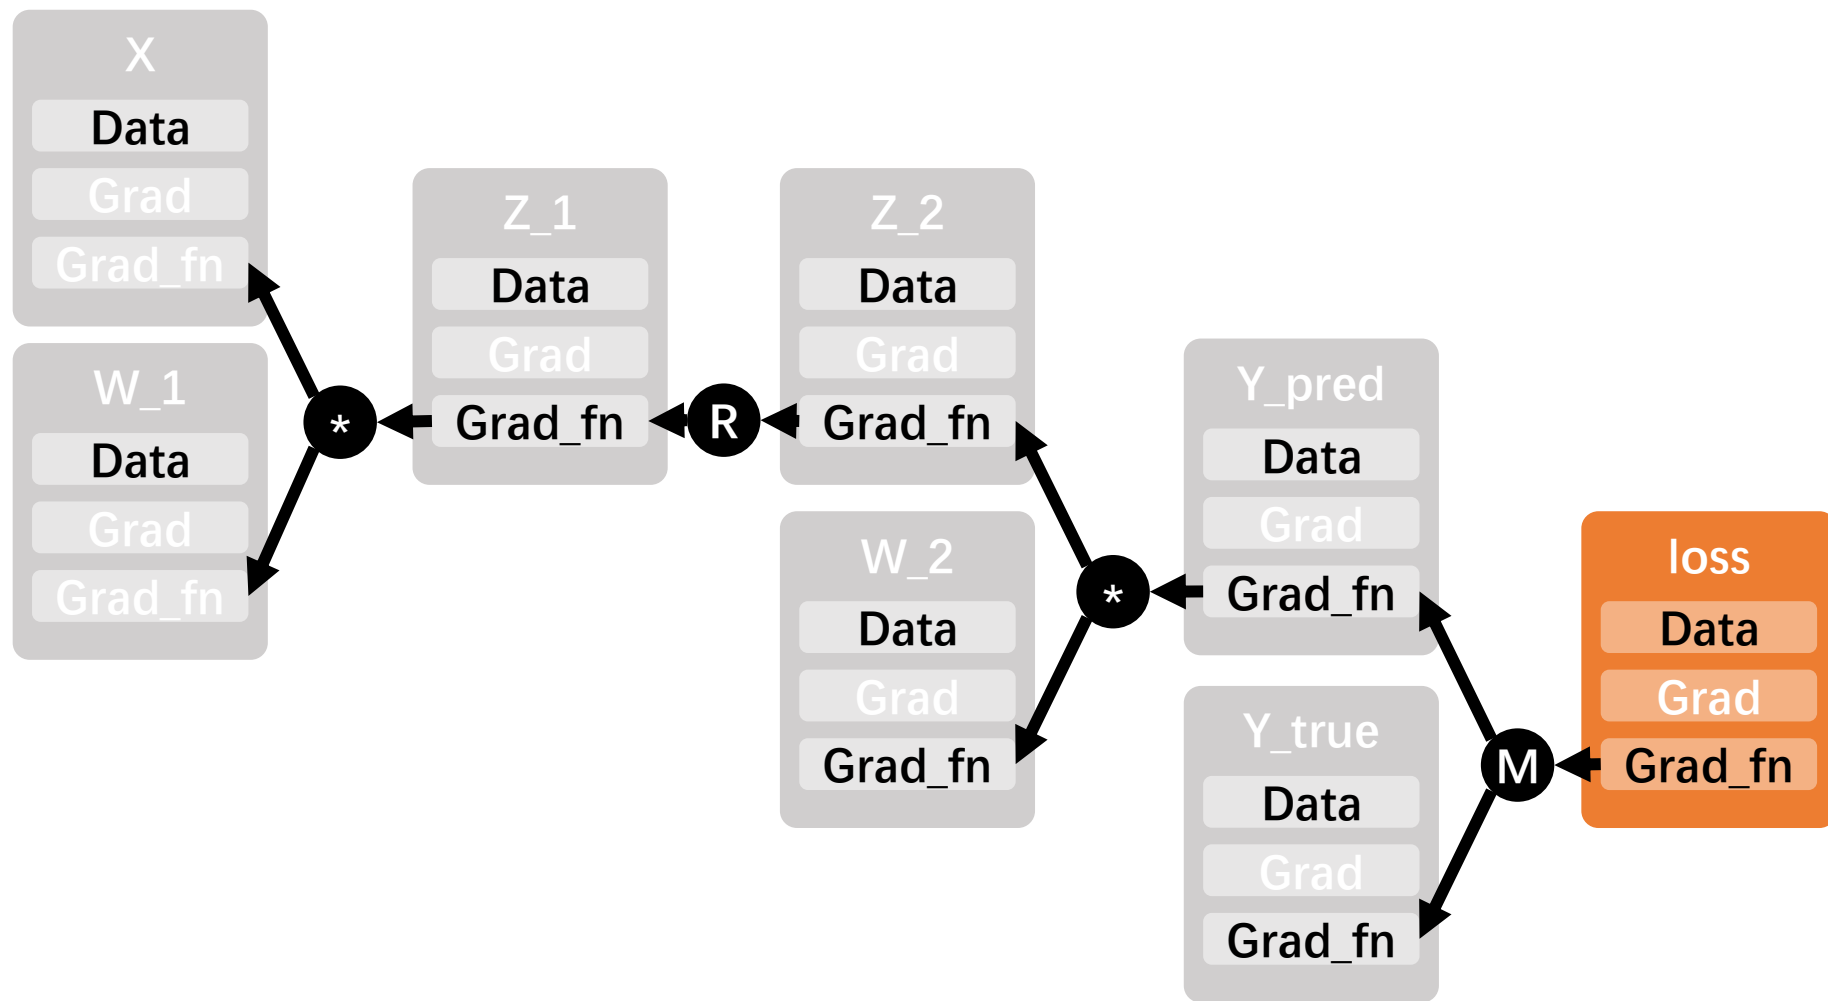 X
Data
Grad
Grad_fn
W_1
Data
Grad
Grad_fn
*
Z_1
Data
Grad
Grad_fn
R
Z_2
Data
Grad
Grad_fn
W_2
Data
Grad
Grad_fn
*
Y_pred
Data
Grad
Grad_fn
Y_true
Data
Grad
Grad_fn
M
loss
Data
Grad
Grad_fn